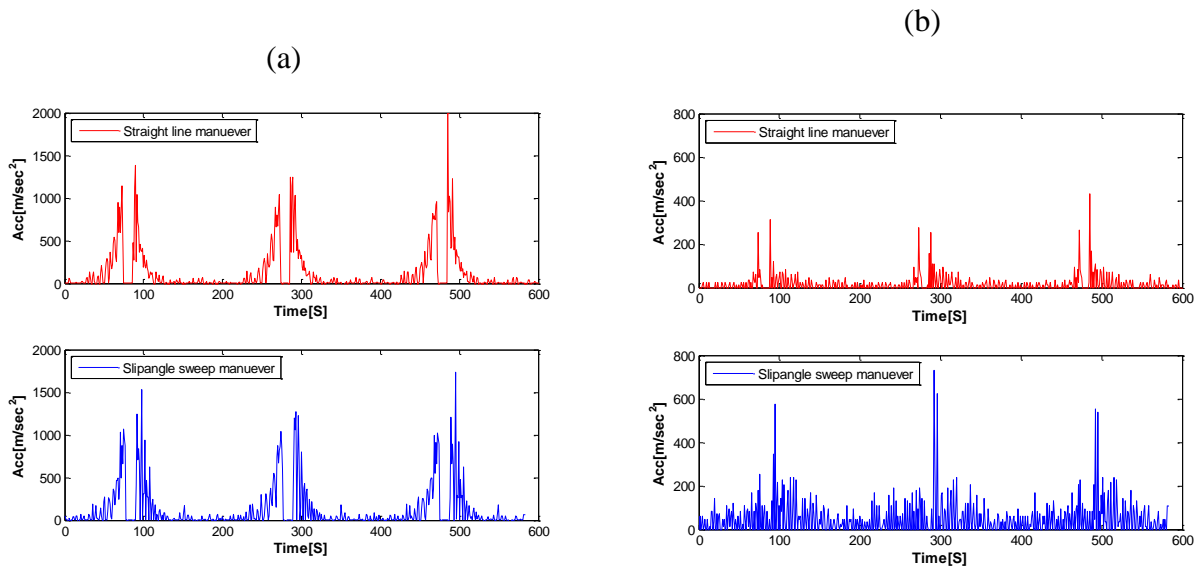 (a)
(b)
2000
1500
1000
500
0
Acc[m/sec²]
Straight line manuever
0 100 200 300 400 500 600
Time[S]
800
600
400
200
0
Acc[m/sec²]
Straight line manuever
0 100 200 300 400 500 600
Time[S]
2000
1500
1000
500
0
Acc[m/sec²]
Slipangle sweep manuever
0 100 200 300 400 500 600
Time[S]
800
600
400
200
0
Acc[m/sec²]
Slipangle sweep manuever
0 100 200 300 400 500 600
Time[S]